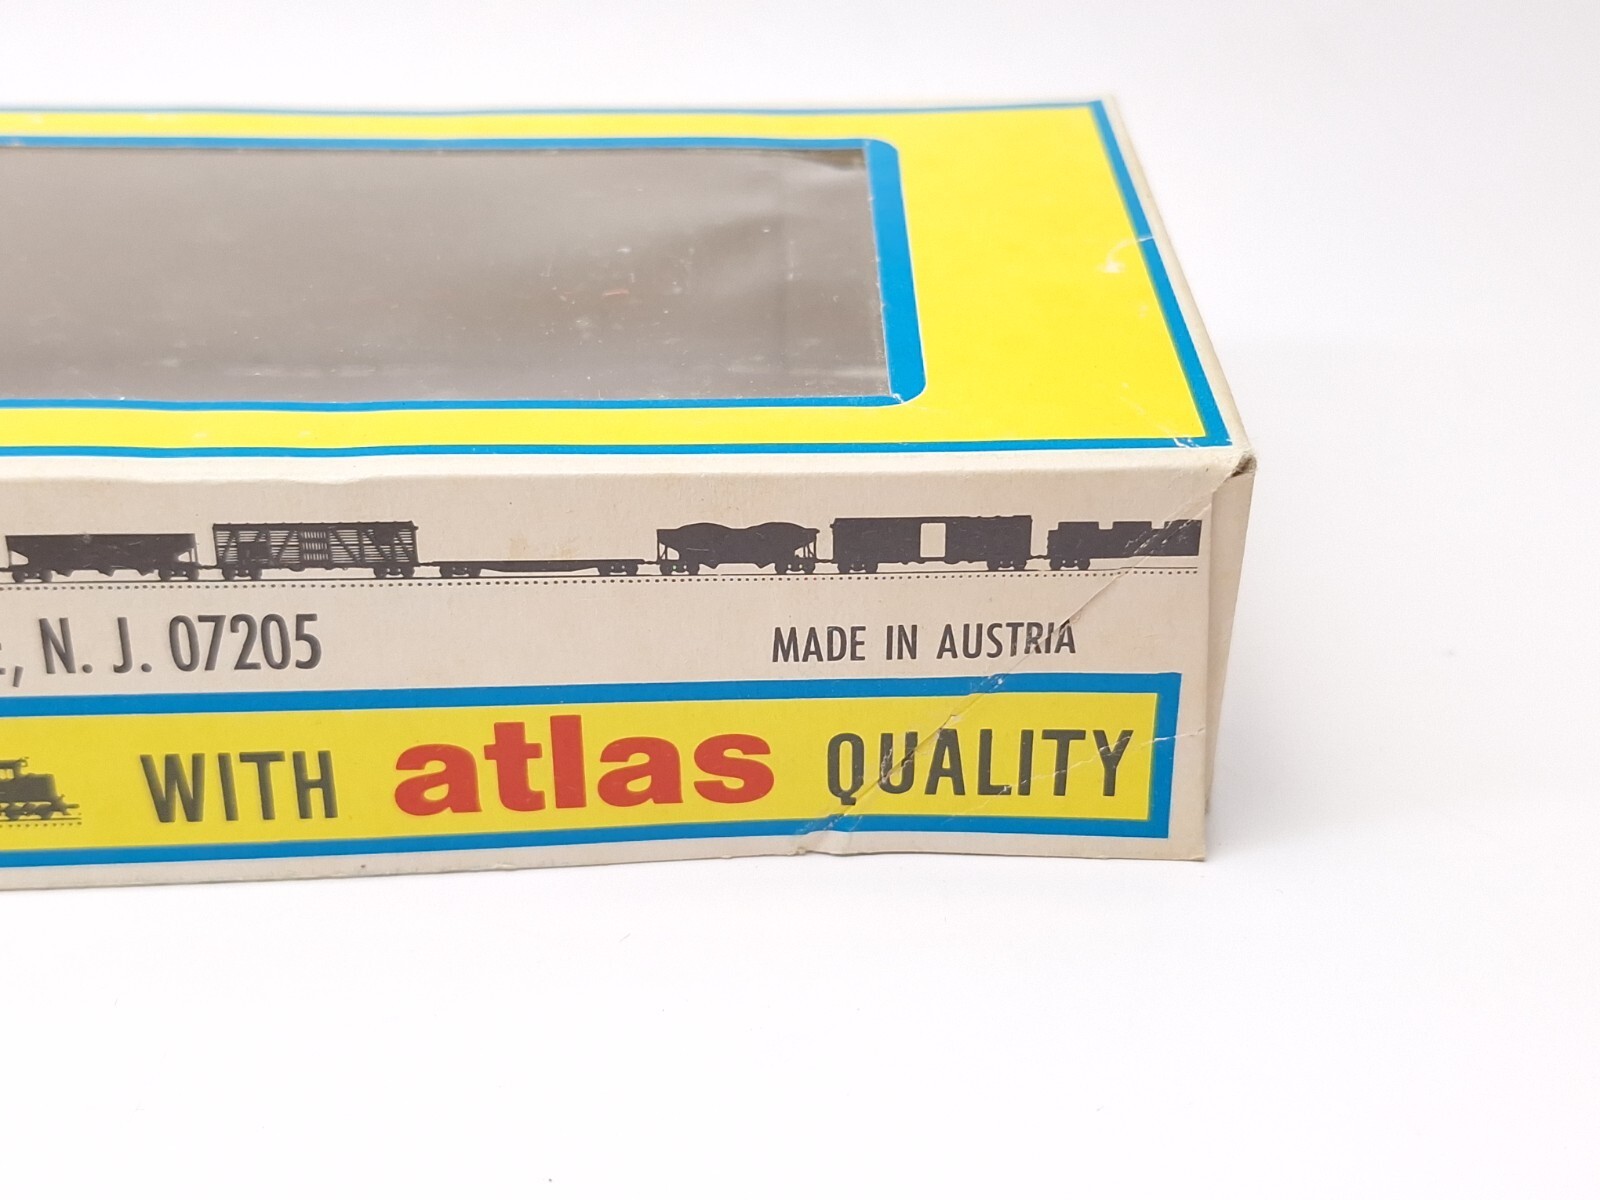 , N. J. 07205
MADE IN AUSTRIA
WITH atlas QUALITY